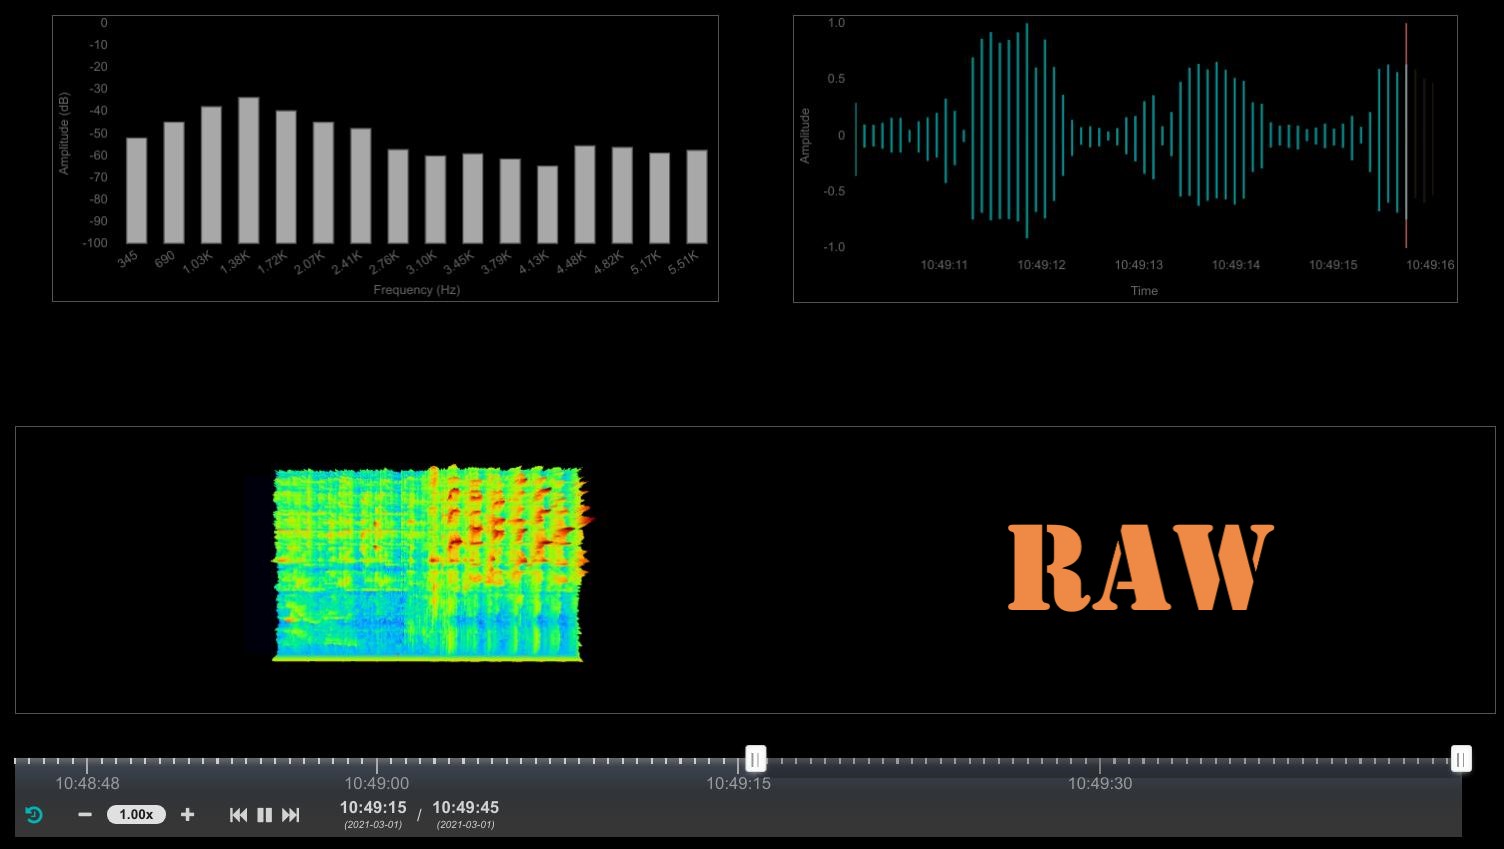 0
-10
-20
-30
-40
-50
-60
-70
-80
-90
-100
Amplitude (dB)
345 690 1.03K 1.38K 1.72K 2.07K 2.41K 2.76K 3.10K 3.45K 3.79K 4.13K 4.48K 4.82K 5.17K 5.51K
Frequency (Hz)
1.0
0.5
0
-0.5
-1.0
Amplitude
10:49:11 10:49:12 10:49:13 10:49:14 10:49:15 10:49:16
Time
RAW
10:48:48 10:49:00 10:49:15 10:49:30
1.00x 10:49:15 / 10:49:45
(2021-03-01) (2021-03-01)